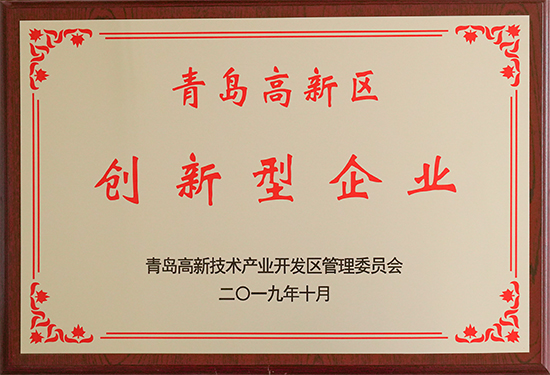 青岛高新区
创新型企业
青岛高新技术产业开发区管理委员会
二〇一九年十月